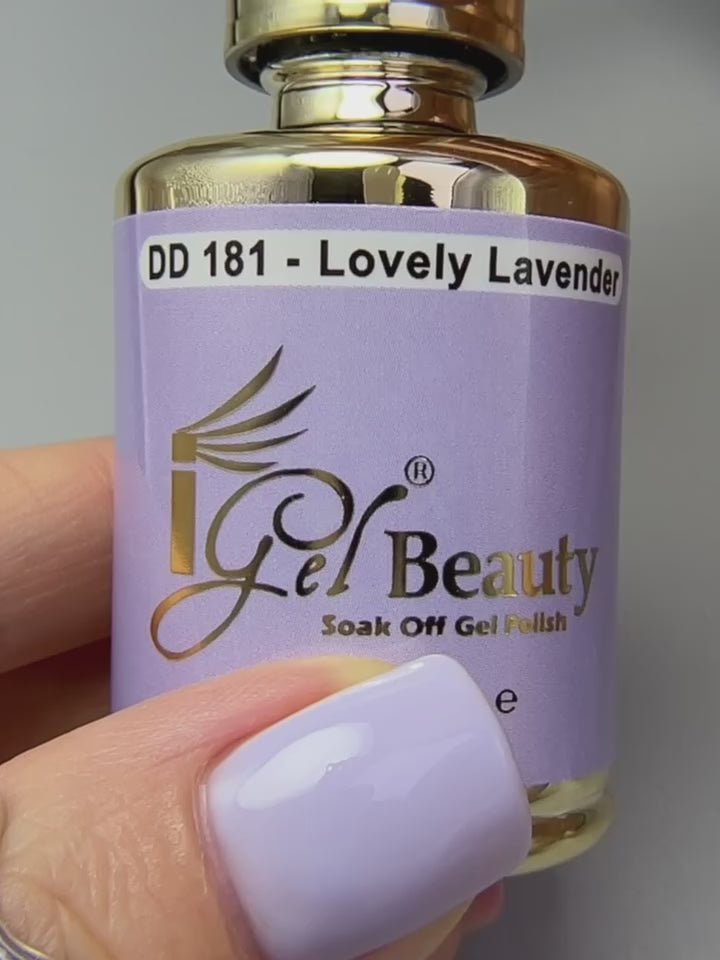 DD 181 - Lovely Lavender
iGel Beauty®
Soak Off Gel Polish
e